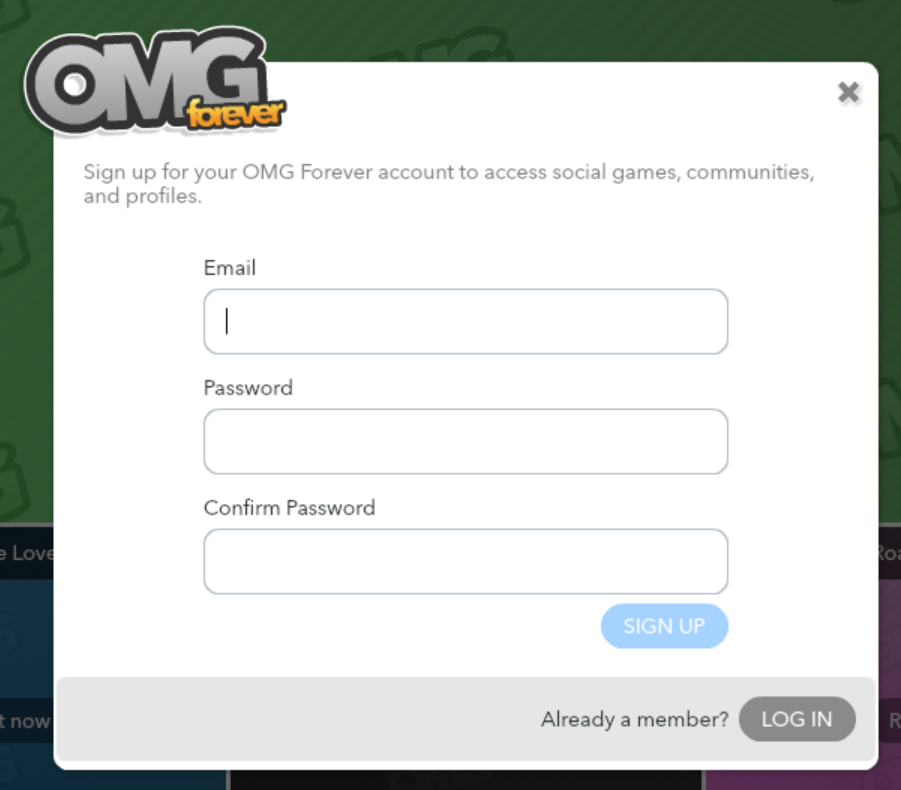 OMG
forever
Sign up for your OMG Forever account to access social games, communities,
and profiles.
Email
Password
Confirm Password
e Love
SIGN UP
t now
Already a member?
LOG IN